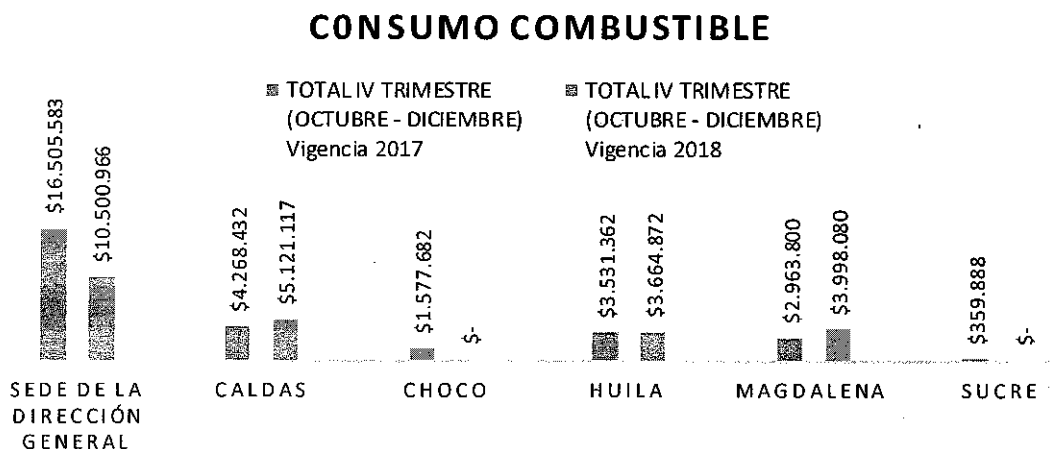 C0NSUMO COMBUSTIBLE
TOTAL IV TRIMESTRE
(OCTUBRE - DICIEMBRE)
Vigencia 2017
TOTAL IV TRIMESTRE
(OCTUBRE - DICIEMBRE)
Vigencia 2018
$16.505.583
$10.500.966
$4.268.432
$5.121.117
$1.577.682
$-
$3.531.362
$3.664.872
$2.963.800
$3.998.080
$359.888
$-
SEDE DE LA
DIRECCIÓN
GENERAL
CALDAS
CHOCO
HUILA
MAGDALENA
SUCRE